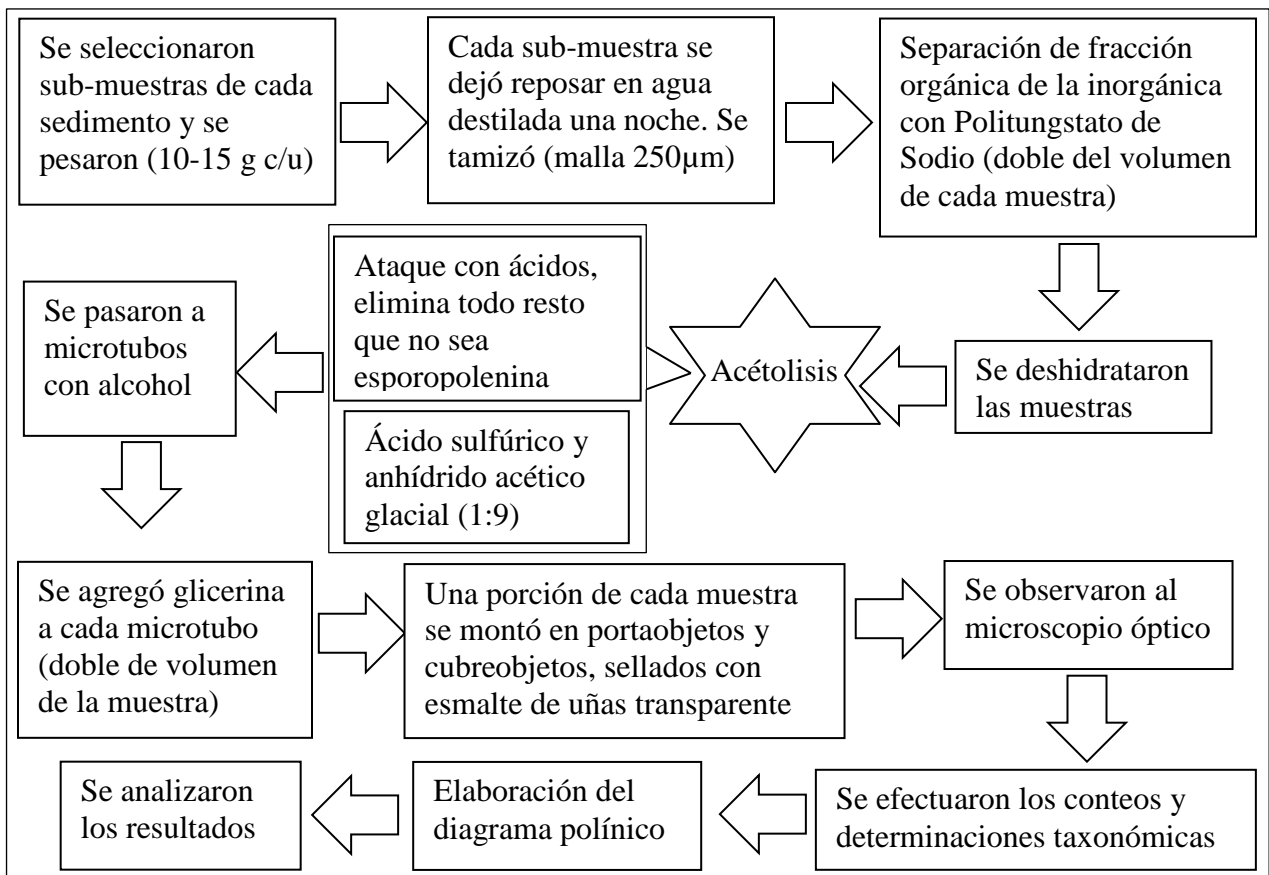 Se seleccionaron
sub-muestras de cada
sedimento y se
pesaron (10-15 g c/u)
Cada sub-muestra se
dejó reposar en agua
destilada una noche. Se
tamizó (malla 250µm)
Separación de fracción
orgánica de la inorgánica
con Politungstato de
Sodio (doble del volumen
de cada muestra)
Se deshidrataron
las muestras
Acétolisis
Ataque con ácidos,
elimina todo resto
que no sea
esporopolenina
Ácido sulfúrico y
anhídrido acético
glacial (1:9)
Se pasaron a
microtubos
con alcohol
Se agregó glicerina
a cada microtubo
(doble de volumen
de la muestra)
Una porción de cada muestra
se montó en portaobjetos y
cubreobjetos, sellados con
esmalte de uñas transparente
Se observaron al
microscopio óptico
Se efectuaron los conteos y
determinaciones taxonómicas
Elaboración del
diagrama polínico
Se analizaron
los resultados